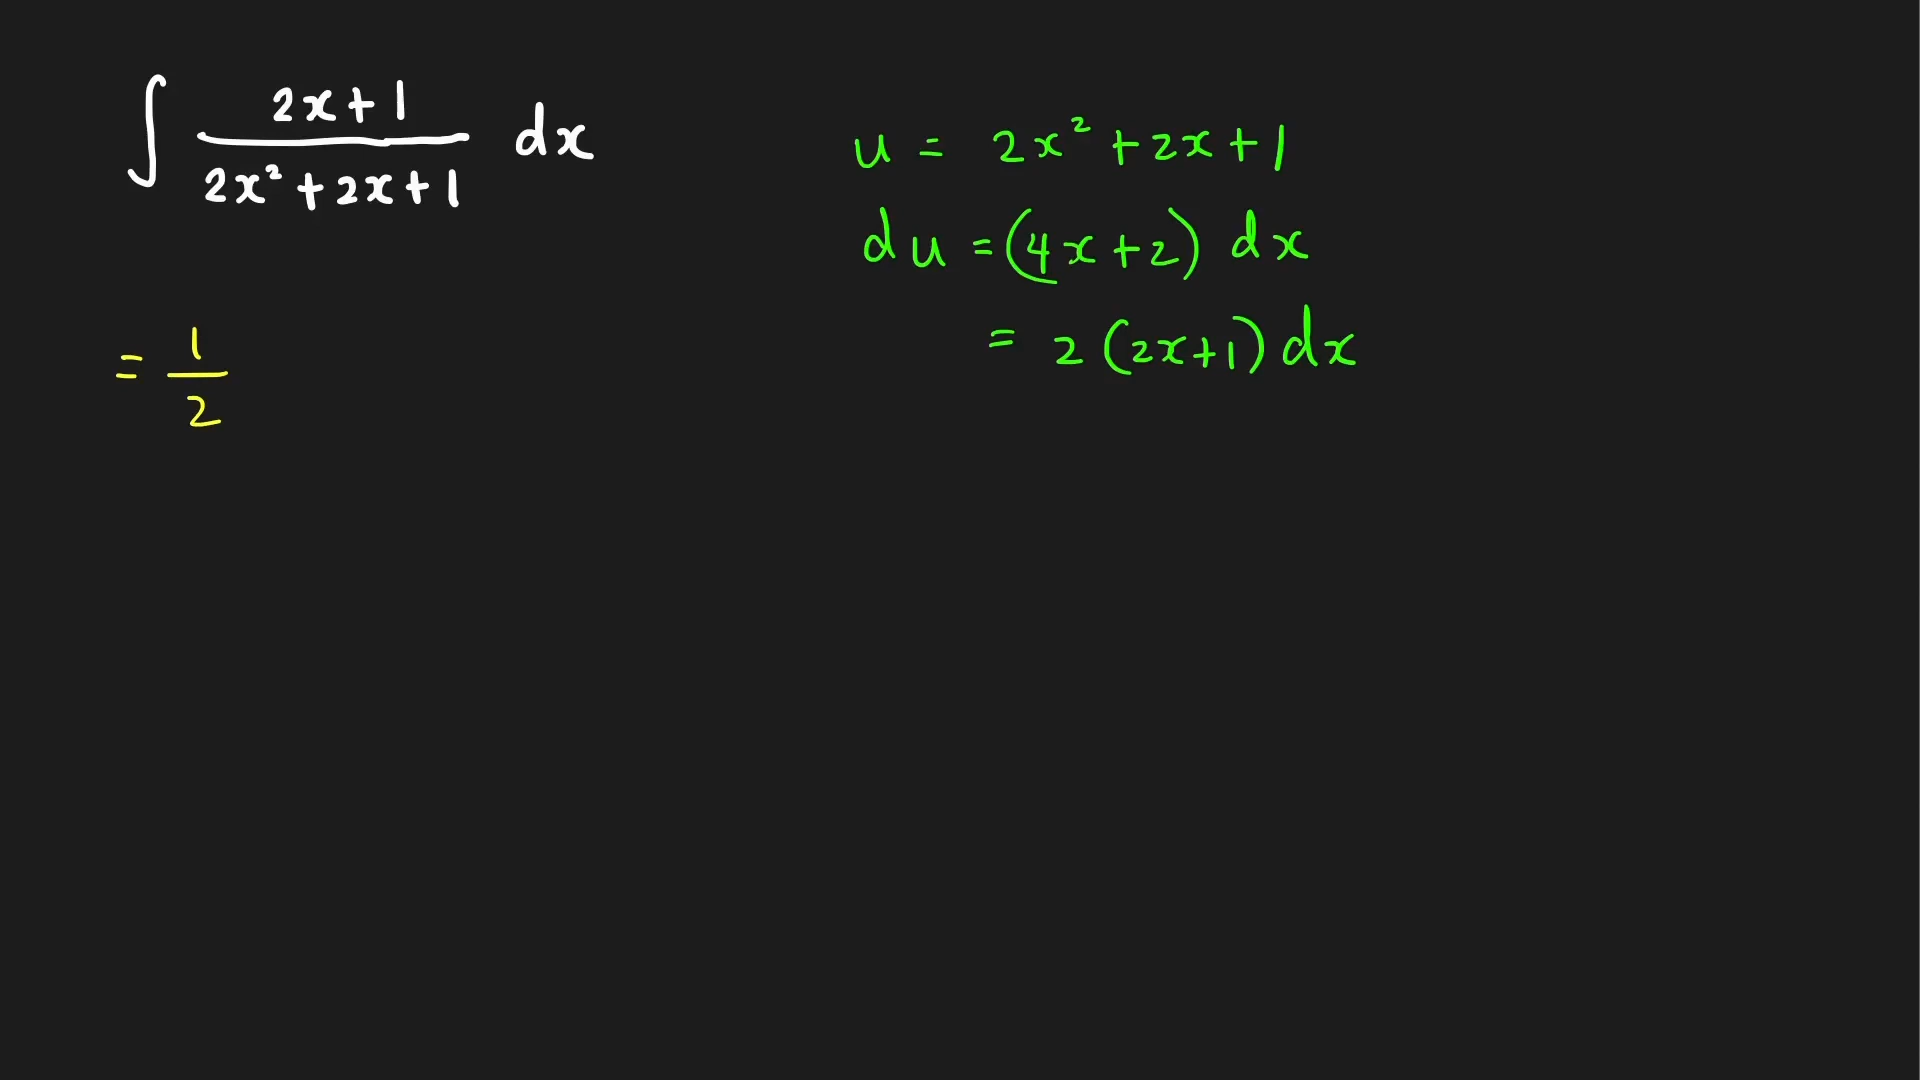 ∫ (2x + 1)/(2x² + 2x + 1) dx
u = 2x² + 2x + 1
du = (4x + 2) dx
= 2 (2x + 1) dx
= 1/2